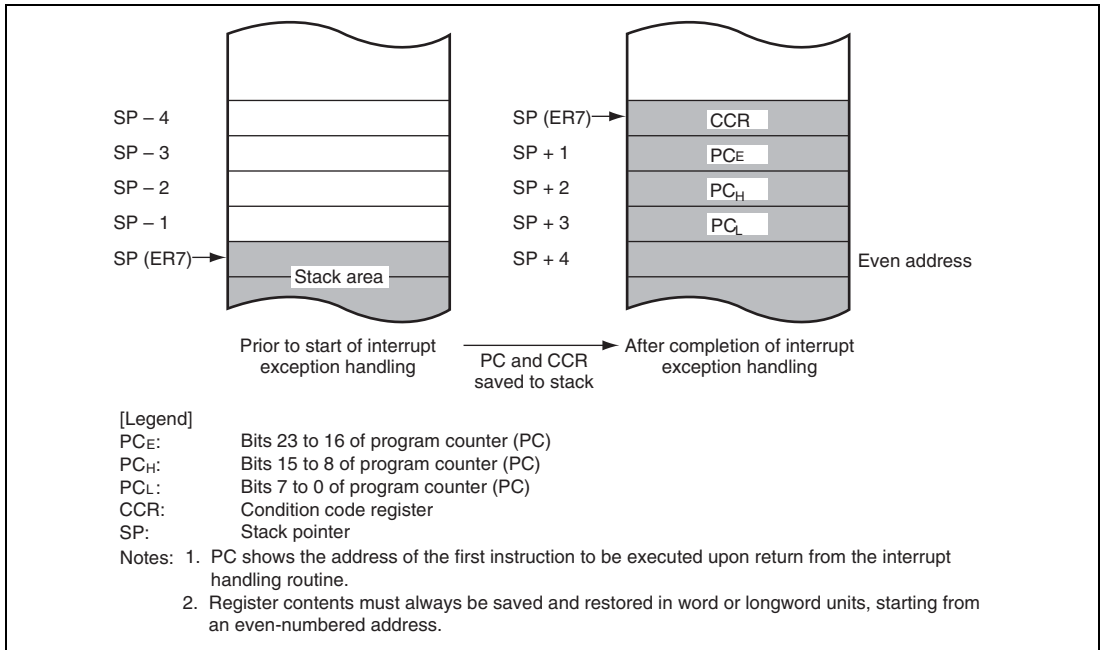 SP – 4
SP – 3
SP – 2
SP – 1
SP (ER7)
Stack area
SP (ER7)
SP + 1
SP + 2
SP + 3
SP + 4
CCR
PCE
PCH
PCL
Even address
Prior to start of interrupt
exception handling
PC and CCR
saved to stack
After completion of interrupt
exception handling
[Legend]
PCE: Bits 23 to 16 of program counter (PC)
PCH: Bits 15 to 8 of program counter (PC)
PCL: Bits 7 to 0 of program counter (PC)
CCR: Condition code register
SP: Stack pointer
Notes: 1. PC shows the address of the first instruction to be executed upon return from the interrupt
handling routine.
2. Register contents must always be saved and restored in word or longword units, starting from
an even-numbered address.